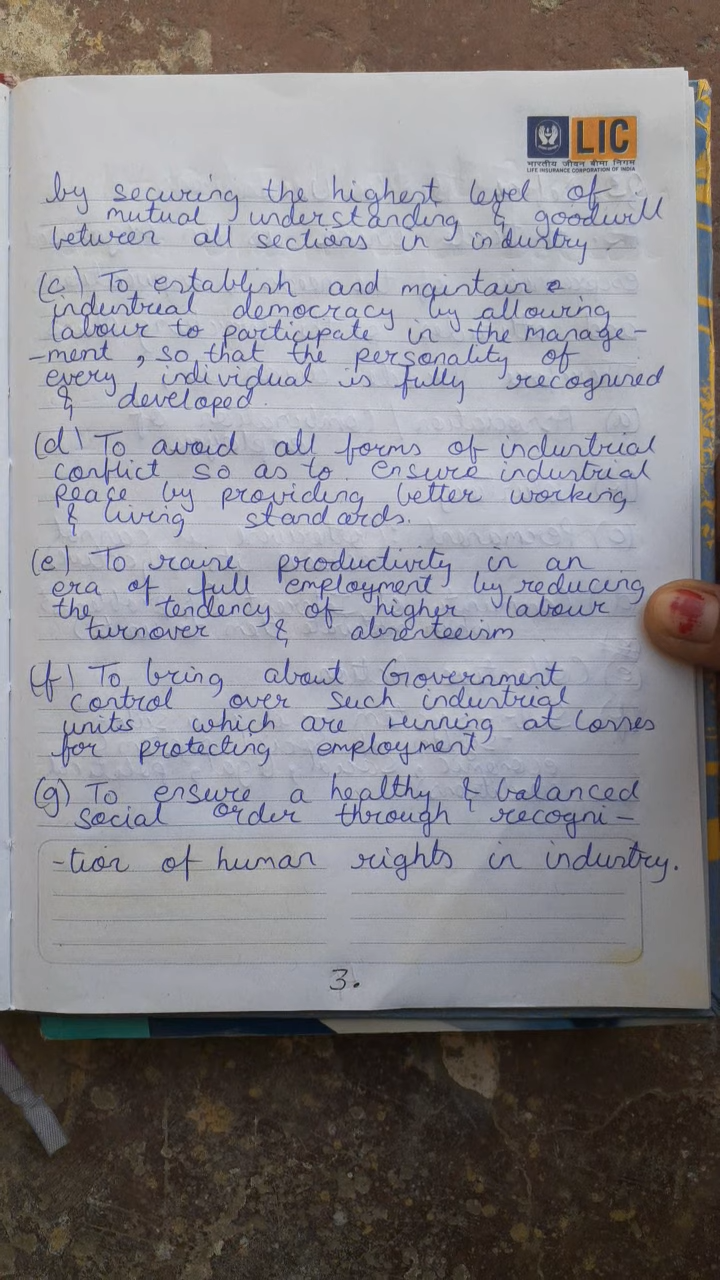 LIC
भारतीय जीवन बीमा निगम
LIFE INSURANCE CORPORATION OF INDIA
by securing the highest level of
mutual understanding & goodwill
between all sections in industry.
(c) To establish and maintain
industrial democracy by allowing
labour to participate in the manage-
-ment, so that the personality of
every individual is fully recognised
& developed.
(d) To avoid all forms of industrial
conflict so as to ensure industrial
peace by providing better working
& living standards.
(e) To raise productivity in an
era of full employment by reducing
the tendency of higher labour
turnover & absenteeism
(f) To bring about Government
control over such industrial
units which are running at losses
for protecting employment
(g) To ensure a healthy & balanced
social order through recogni-
-tion of human rights in industry.
3.